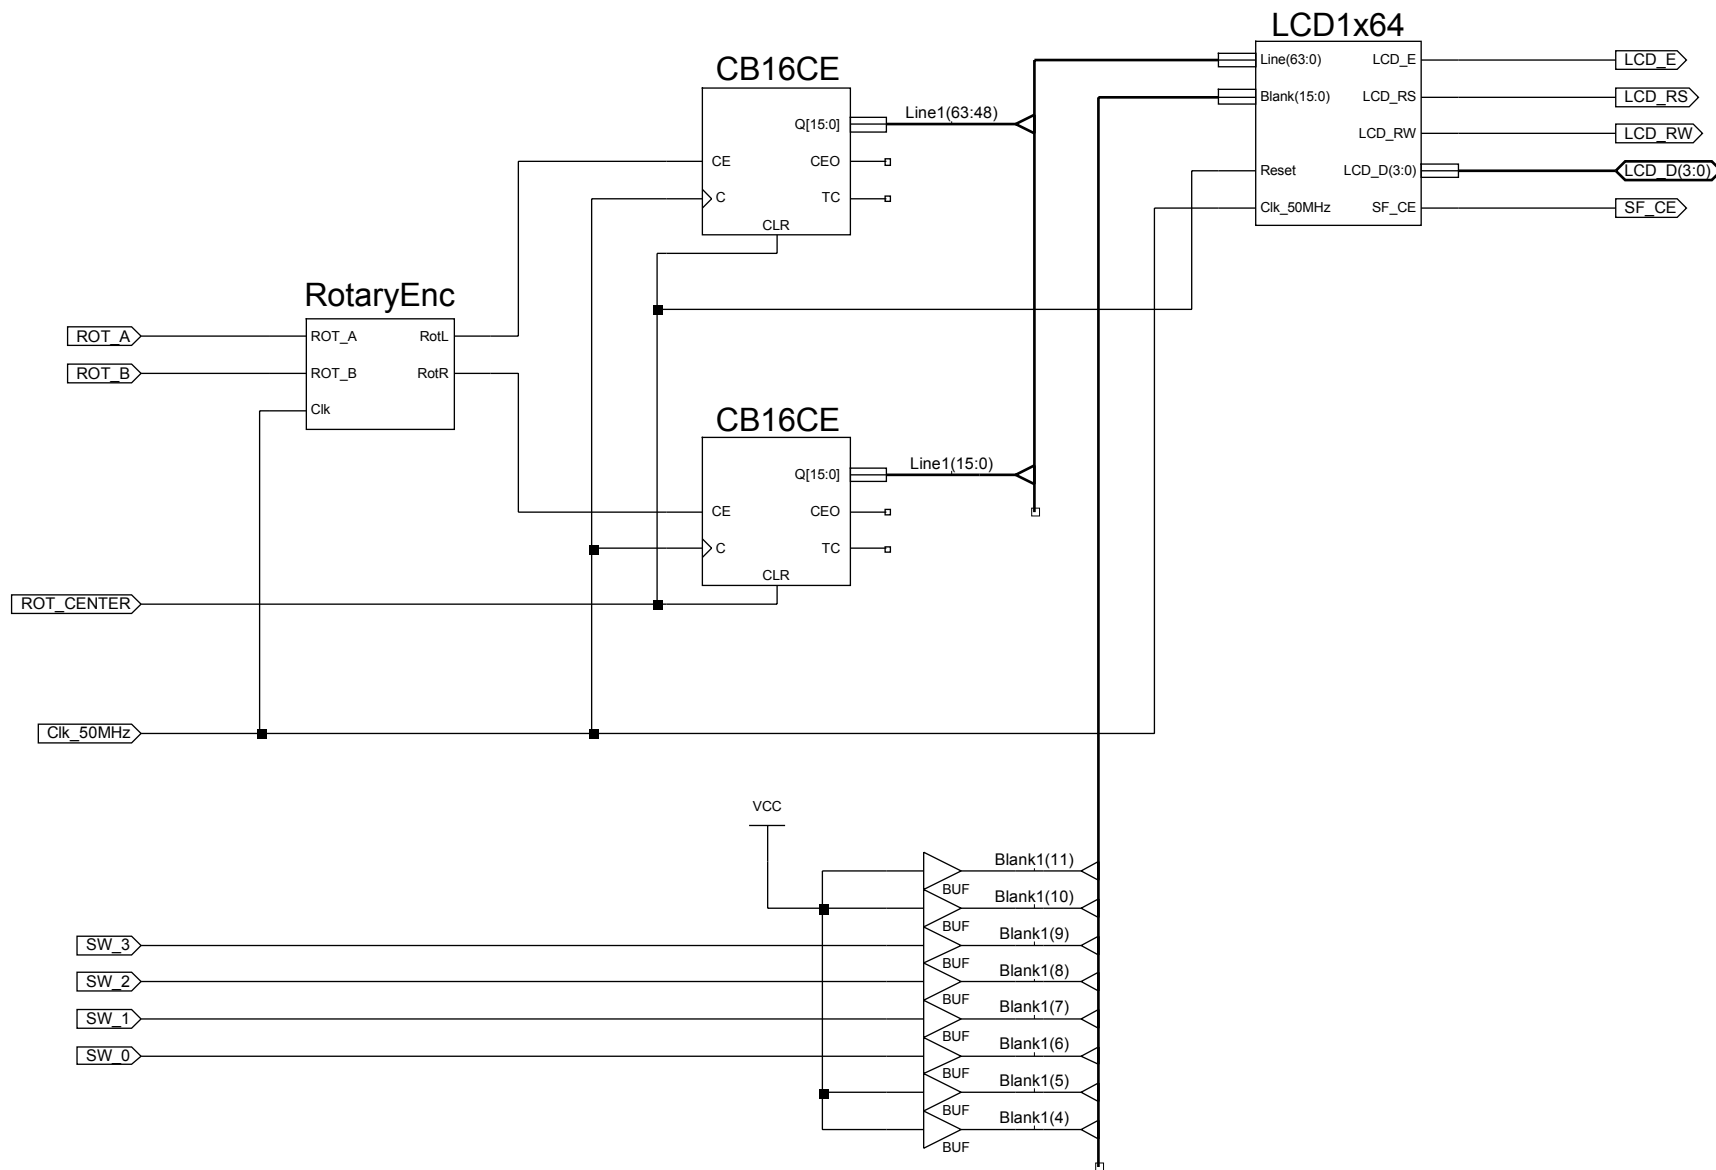 LCD1x64
Line(63:0) LCD_E
Blank(15:0) LCD_RS
LCD_RW
Reset LCD_D(3:0)
Clk_50MHz SF_CE
LCD_E
LCD_RS
LCD_RW
LCD_D(3:0)
SF_CE
CB16CE
Q[15:0]
CE CEO
C TC
CLR
Line1(63:48)
RotaryEnc
ROT_A RotL
ROT_B RotR
Clk
ROT_A
ROT_B
CB16CE
Q[15:0]
CE CEO
C TC
CLR
Line1(15:0)
ROT_CENTER
Clk_50MHz
VCC
Blank1(11)
BUF
Blank1(10)
BUF
SW_3
Blank1(9)
BUF
SW_2
Blank1(8)
BUF
SW_1
Blank1(7)
BUF
SW_0
Blank1(6)
BUF
Blank1(5)
BUF
Blank1(4)
BUF